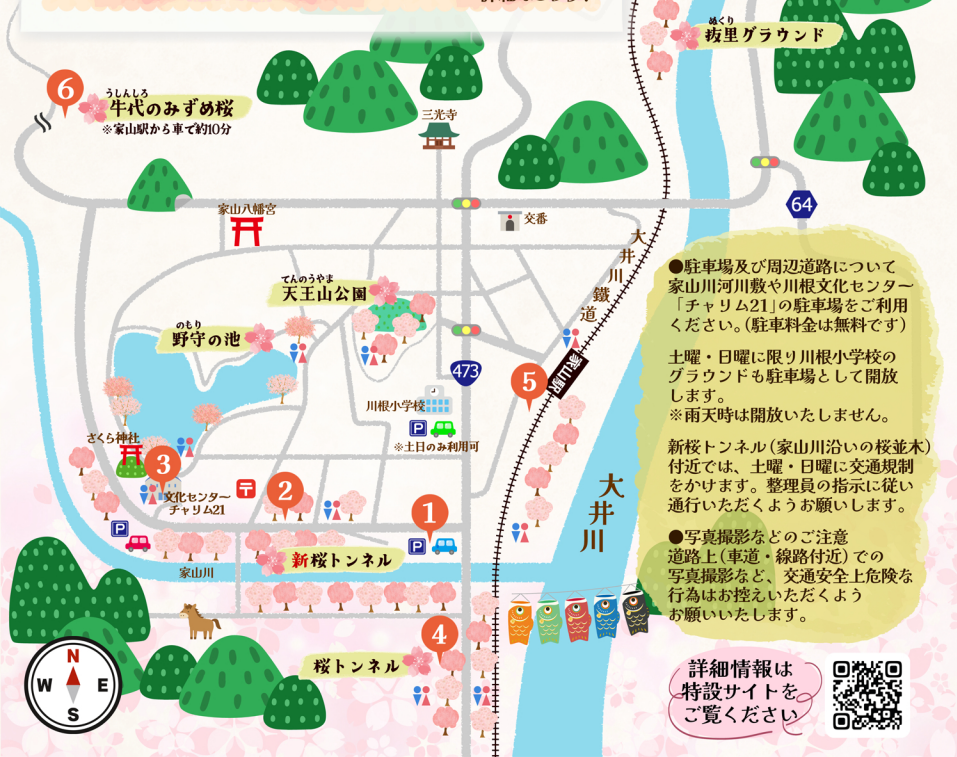 ぬくり
抜里グラウンド
6
うしんしろ
牛代のみずめ桜
※家山駅から車で約10分
三光寺
64
家山八幡宮
交番
大井川鐵道
てんのうやま
天王山公園
のもり
野守の池
473
家山駅
5
川根小学校
P
※土日のみ利用可
さくら神社
3
文化センター
チャリム21
〒
2
1
P
P
新桜トンネル
家山川
大井川
4
桜トンネル
N
W E
S
●駐車場及び周辺道路について
家山川河川敷や川根文化センター
「チャリム21」の駐車場をご利用
ください。(駐車料金は無料です)
土曜・日曜に限り川根小学校の
グラウンドも駐車場として開放
します。
※雨天時は開放いたしません。
新桜トンネル(家山川沿いの桜並木)
付近では、土曜・日曜に交通規制
をかけます。整理員の指示に従い
通行いただくようお願いします。
●写真撮影などのご注意
道路上(車道・線路付近)での
写真撮影など、交通安全上危険な
行為はお控えいただくよう
お願いいたします。
詳細情報は
特設サイトを
ご覧ください